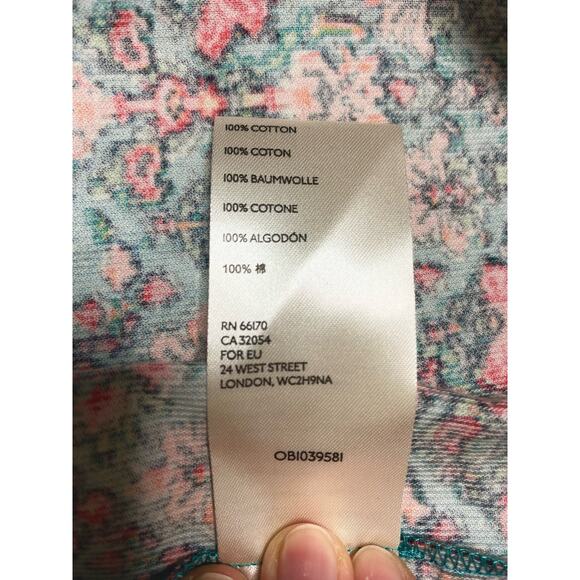 100% COTTON
100% COTON
100% BAUMWOLLE
100% COTONE
100% ALGODÓN
100% 棉
RN 66170
CA 32054
FOR EU
24 WEST STREET
LONDON, WC2H9NA
OB1039581